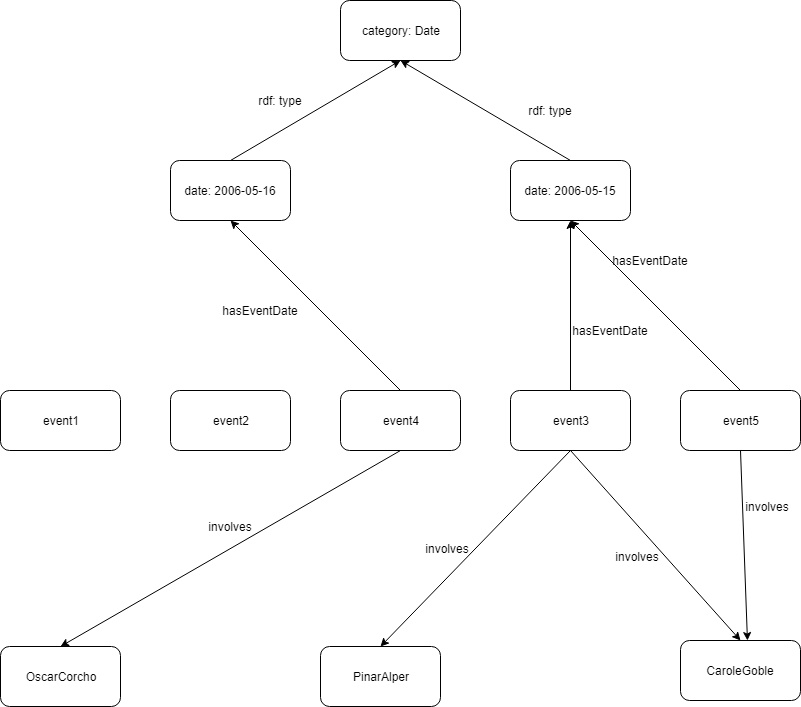 category: Date
rdf: type
rdf: type
date: 2006-05-16
date: 2006-05-15
hasEventDate
hasEventDate
hasEventDate
event1
event2
event4
event3
event5
involves
involves
involves
involves
OscarCorcho
PinarAlper
CaroleGoble